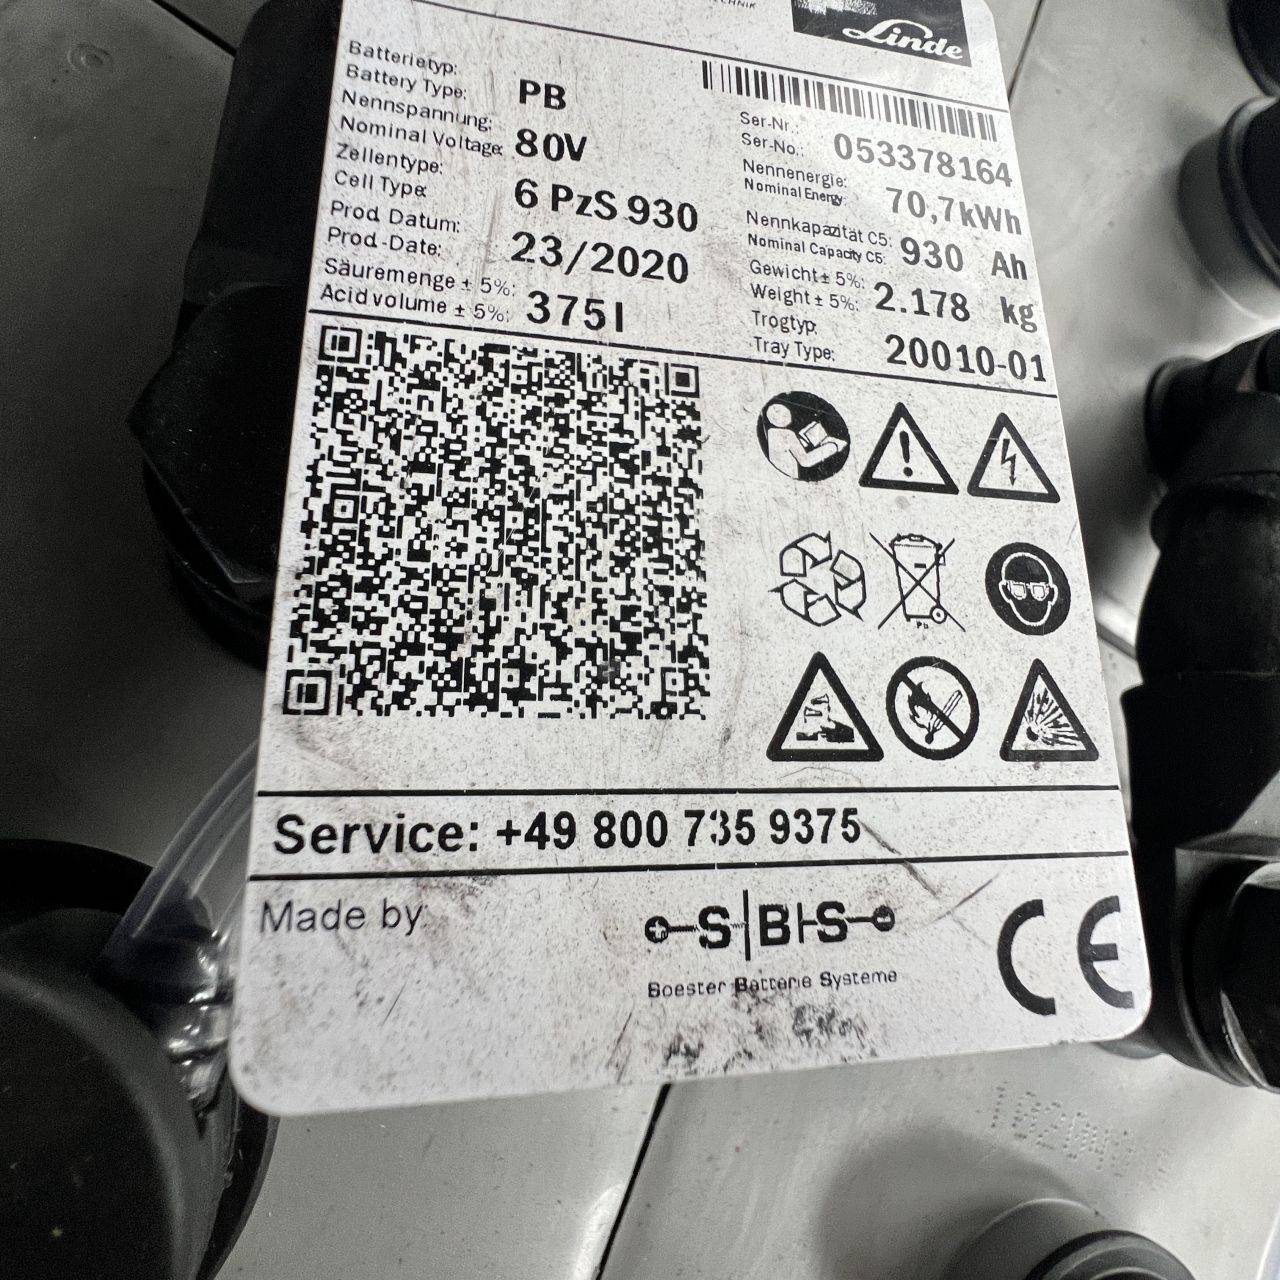 Linde
Batterietyp:
Battery Type: PB
Nennspannung:
Nominal Voltage: 80V
Zellentype:
Cell Type: 6 PzS 930
Prod. Datum:
Prod.-Date: 23/2020
Säuremenge ± 5%:
Acid volume ± 5%: 375l
Ser-Nr.:
Ser-No.: 053378164
Nennenergie:
Nominal Energy: 70,7kWh
Nennkapazität C5:
Nominal Capacity C5: 930 Ah
Gewicht ± 5%:
Weight ± 5%: 2.178 kg
Trogtyp:
Tray Type: 20010-01
Pb
Service: +49 800 735 9375
Made by:
S|BHS
Boester Batterie Systeme
CE